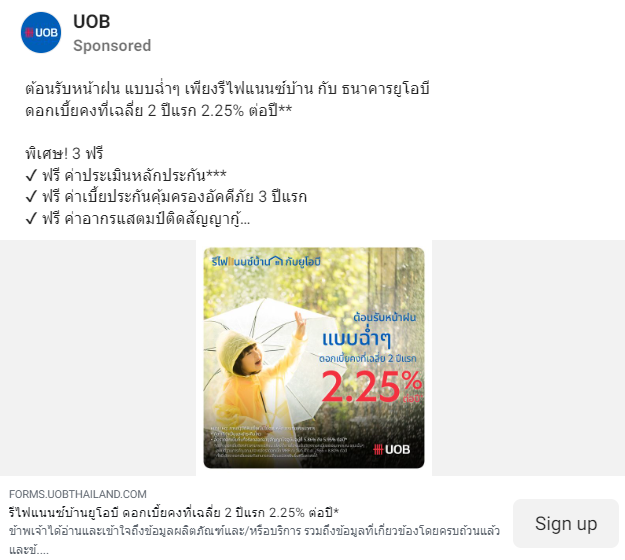 UOB
UOB
Sponsored
ต้อนรับหน้าฝน แบบฉ่ำๆ เพียงรีไฟแนนซ์บ้าน กับ ธนาคารยูโอบี
ดอกเบี้ยคงที่เฉลี่ย 2 ปีแรก 2.25% ต่อปี**
พิเศษ! 3 ฟรี
✓ ฟรี ค่าประเมินหลักประกัน***
✓ ฟรี ค่าเบี้ยประกันคุ้มครองอัคคีภัย 3 ปีแรก
✓ ฟรี ค่าอากรแสตมป์ติดสัญญากู้...
รีไฟแนนซ์บ้าน กับยูโอบี
ต้อนรับหน้าฝน
แบบฉ่ำๆ
ดอกเบี้ยคงที่เฉลี่ย 2 ปีแรก
2.25%
UOB
FORMS.UOBTHAILAND.COM
รีไฟแนนซ์บ้านยูโอบี ดอกเบี้ยคงที่เฉลี่ย 2 ปีแรก 2.25% ต่อปี*
ข้าพเจ้าได้อ่านและเข้าใจถึงข้อมูลผลิตภัณฑ์และ/หรือบริการ รวมถึงข้อมูลที่เกี่ยวข้องโดยครบถ้วนแล้ว
และข้....
Sign up